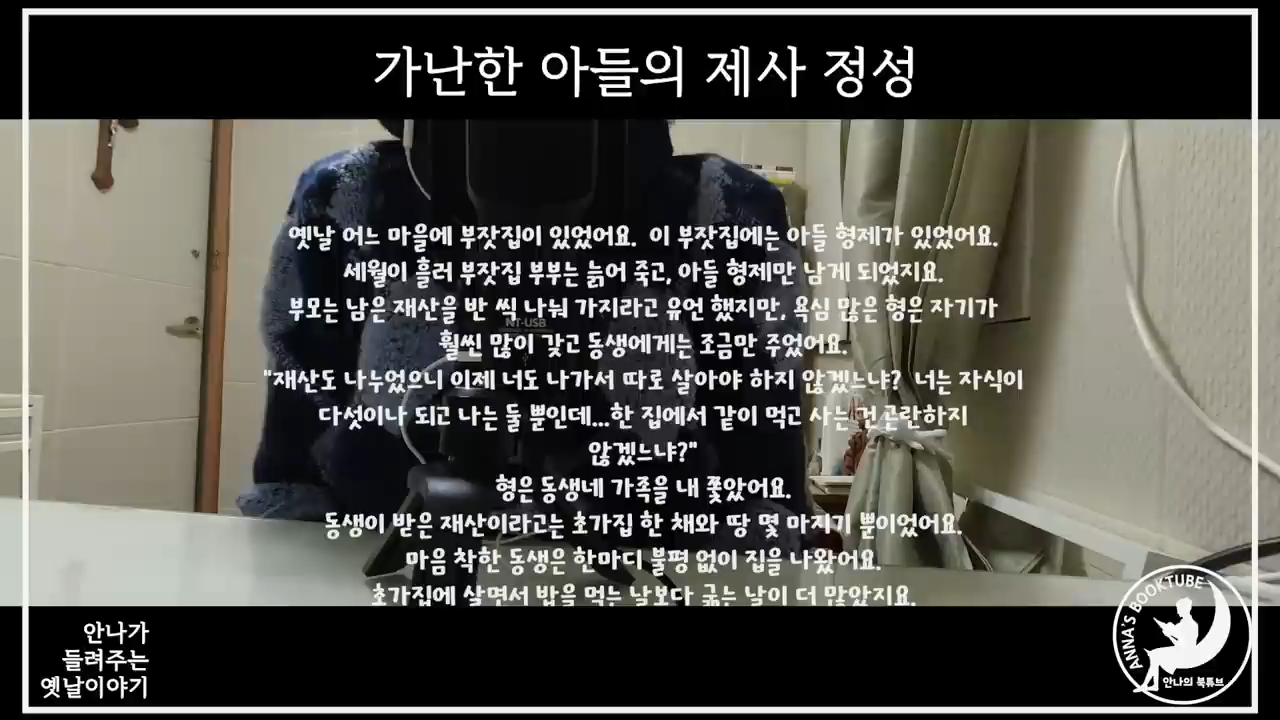 가난한 아들의 제사 정성
옛날 어느 마을에 부잣집이 있었어요. 이 부잣집에는 아들 형제가 있었어요.
세월이 흘러 부잣집 부부는 늙어 죽고, 아들 형제만 남게 되었지요.
부모는 남은 재산을 반 씩 나눠 가지라고 유언 했지만, 욕심 많은 형은 자기가
훨씬 많이 갖고 동생에게는 조금만 주었어요.
NT-USB
"재산도 나누었으니 이제 너도 나가서 따로 살아야 하지 않겠느냐? 너는 자식이
다섯이나 되고 나는 둘 뿐인데...한 집에서 같이 먹고 사는 것 곤란하지
않겠느냐?"
형은 동생네 가족을 내 쫓았어요.
동생이 받은 재산이라고는 초가집 한 채와 땅 몇 마지기 뿐이었어요.
마음 착한 동생은 한마디 불평 없이 집을 나왔어요.
초가집에 살면서 밥을 먹는 날보다 굶는 날이 더 많았지요.
안나가
들려주는
옛날이야기
ANNA'S BOOKTUBE
안나의 북튜브